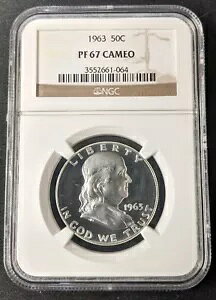 1963 50C
PF 67 CAMEO
3552661-064
NGC
LIBERTY
1963
IN GOD WE TRUST